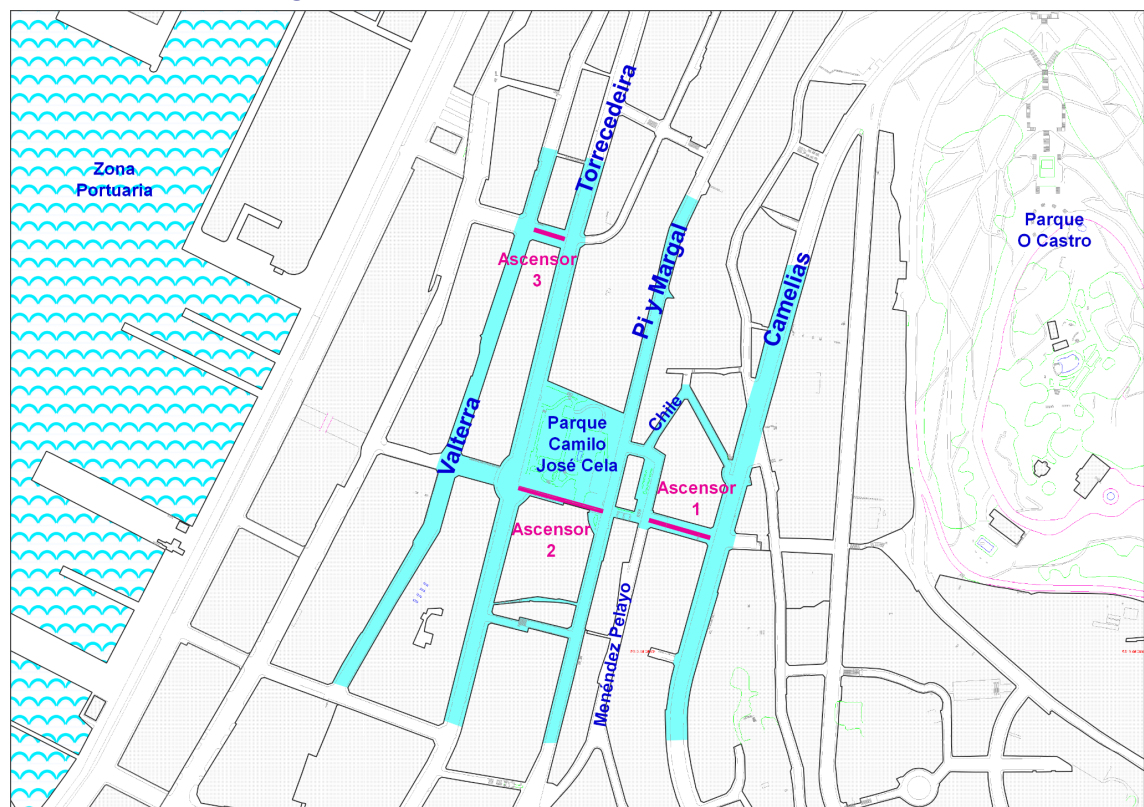 Zona
Portuaria
Torrecedeira
Parque
O Castro
Ascensor
3
Pi y Margal
Camelias
Valterra
Parque
Camilo
José Cela
Chile
Ascensor
1
Ascensor
2
Menéndez Pelayo